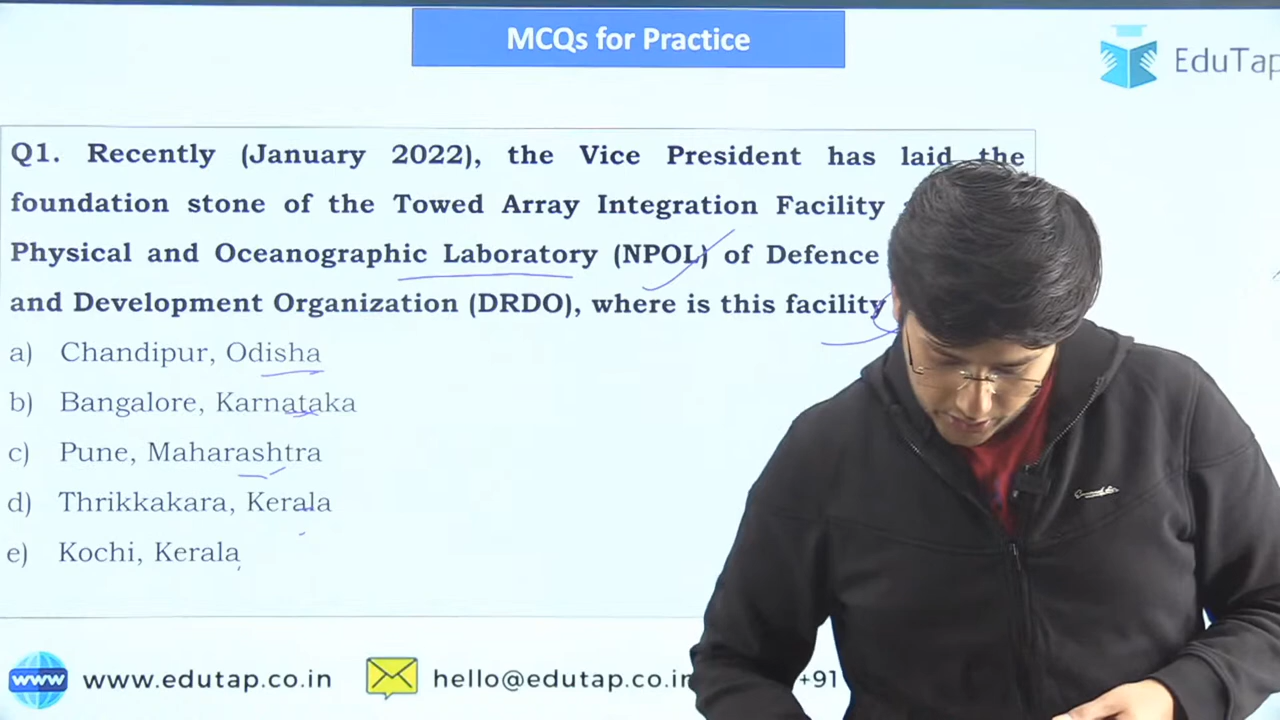 MCQs for Practice
EduTap
Q1. Recently (January 2022), the Vice President has laid the
foundation stone of the Towed Array Integration Facility
Physical and Oceanographic Laboratory (NPOL) of Defence
and Development Organization (DRDO), where is this facility
a) Chandipur, Odisha
b) Bangalore, Karnataka
c) Pune, Maharashtra
d) Thrikkakara, Kerala
e) Kochi, Kerala
www www.edutap.co.in hello@edutap.co.in +91